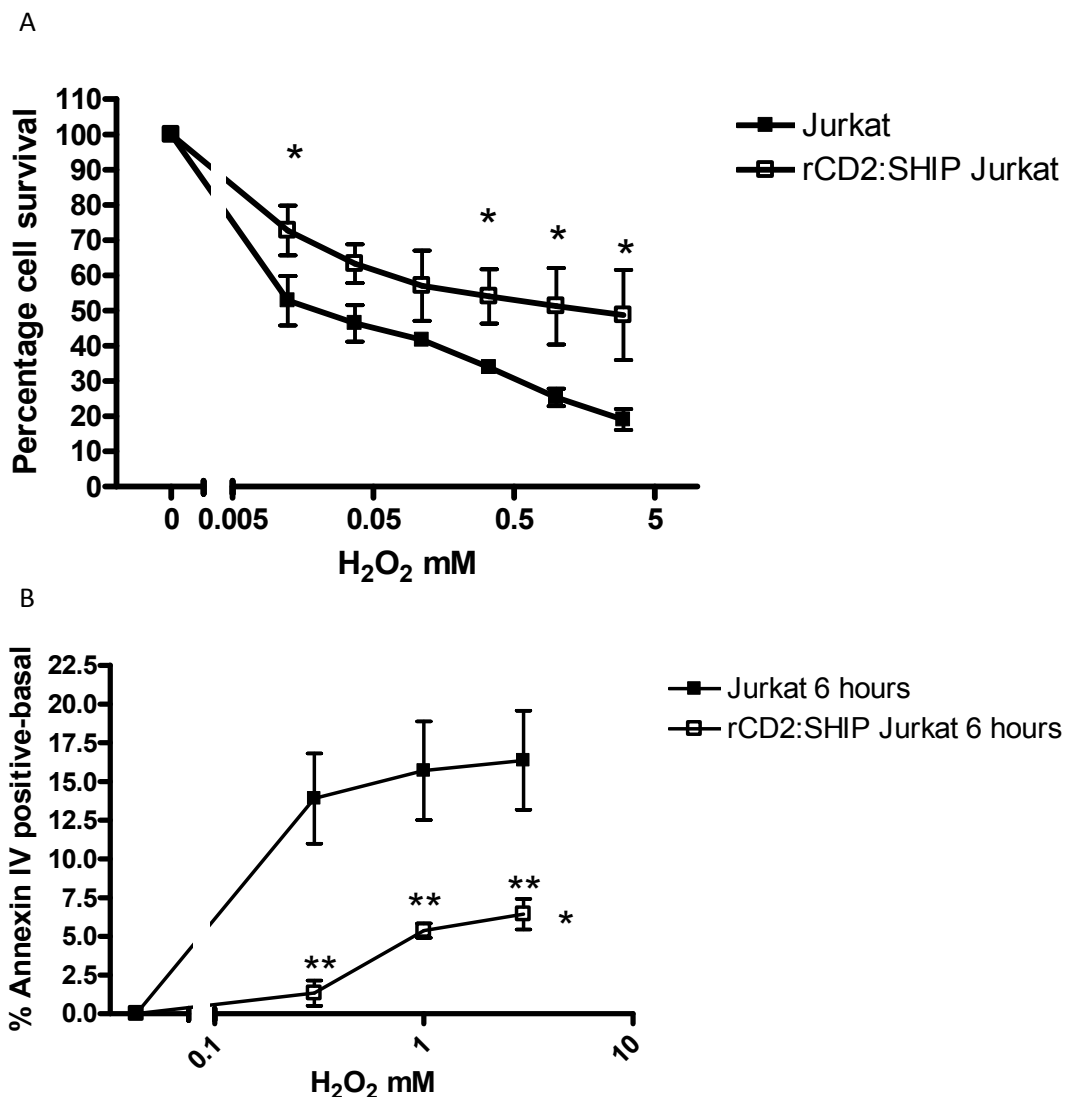 A
Percentage cell survival
110
100
90
80
70
60
50
40
30
20
10
0
0 0.005 0.05 0.5 5
H₂O₂ mM
* * * *
Jurkat
rCD2:SHIP Jurkat
B
% Annexin IV positive-basal
22.5
20.0
17.5
15.0
12.5
10.0
7.5
5.0
2.5
0.0
0.1 1 10
H₂O₂ mM
** ** ** *
Jurkat 6 hours
rCD2:SHIP Jurkat 6 hours